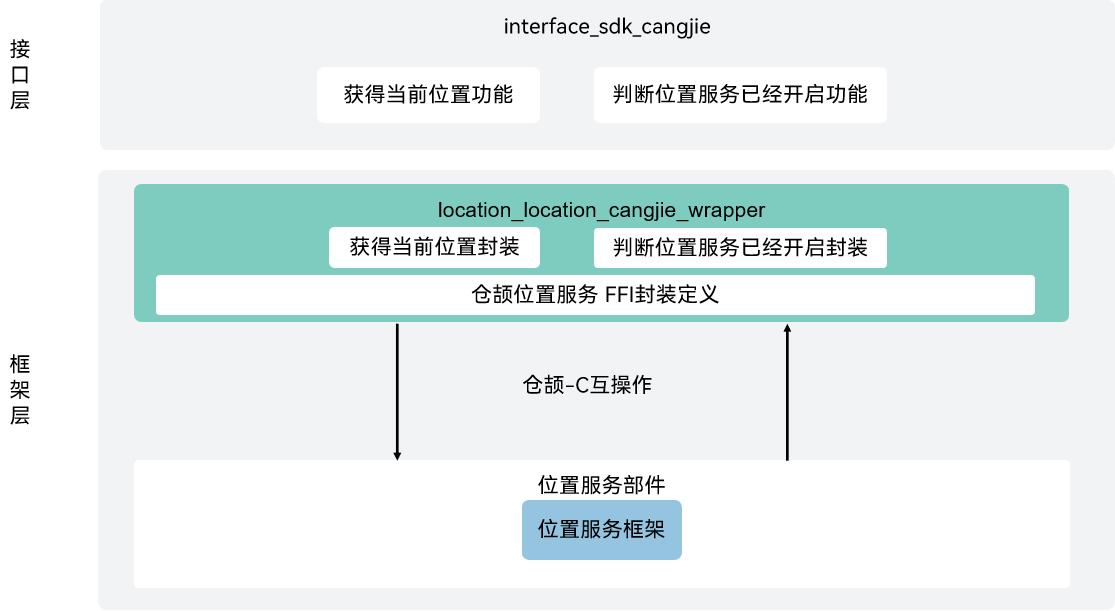 接口层
interface_sdk_cangjie
获得当前位置功能
判断位置服务已经开启功能
框架层
location_location_cangjie_wrapper
获得当前位置封装
判断位置服务已经开启封装
仓颉位置服务 FFI封装定义
仓颉-C互操作
位置服务部件
位置服务框架